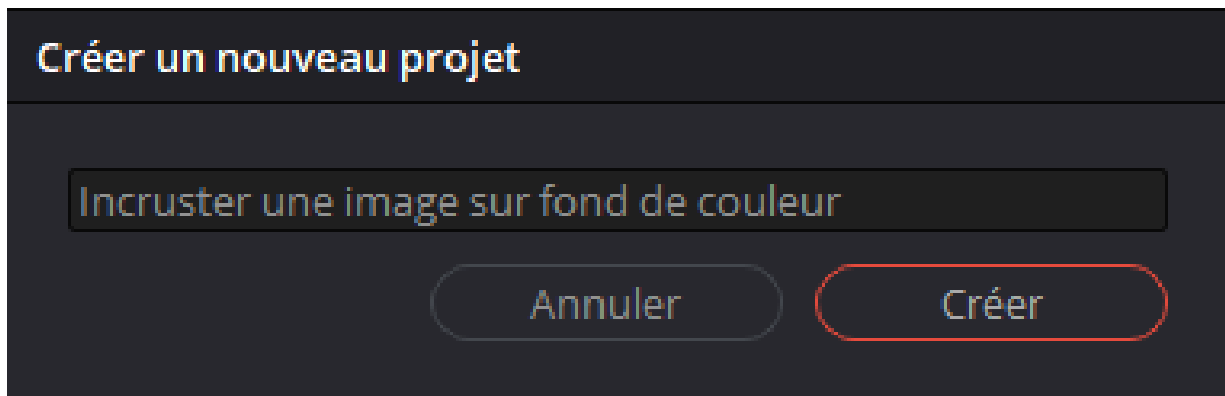 Créer un nouveau projet
Incruster une image sur fond de couleur
Annuler
Créer